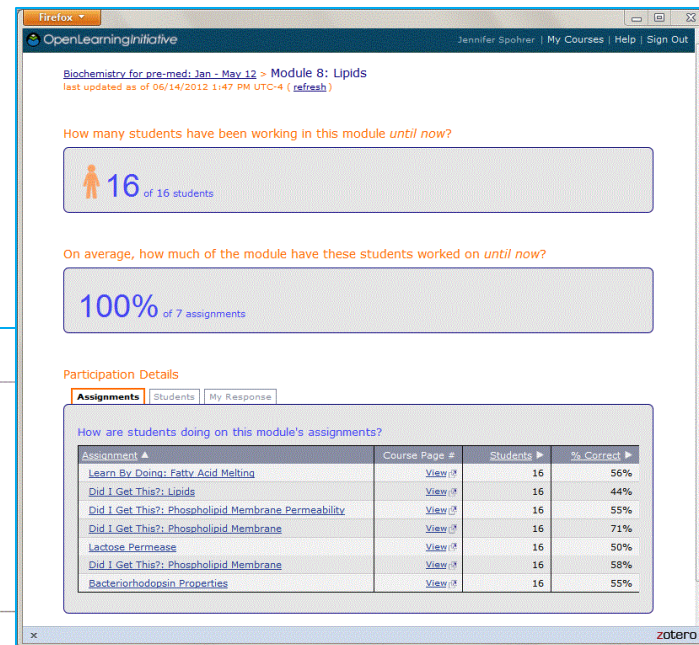 Firefox
OpenLearningInitiative Jennifer Spohrer | My Courses | Help | Sign Out
Biochemistry for pre-med: Jan - May 12 > Module 8: Lipids
last updated as of 06/14/2012 1:47 PM UTC-4 ( refresh )
How many students have been working in this module until now?
16 of 16 students
On average, how much of the module have these students worked on until now?
100% of 7 assignments
Participation Details
Assignments Students My Response
How are students doing on this module's assignments?
Assignment ▲ Course Page # Students ▶ % Correct ▶
Learn By Doing: Fatty Acid Melting View 16 56%
Did I Get This?: Lipids View 16 44%
Did I Get This?: Phospholipid Membrane Permeability View 16 55%
Did I Get This?: Phospholipid Membrane View 16 71%
Lactose Permease View 16 50%
Did I Get This?: Phospholipid Membrane View 16 58%
Bacteriorhodopsin Properties View 16 55%
x zotero